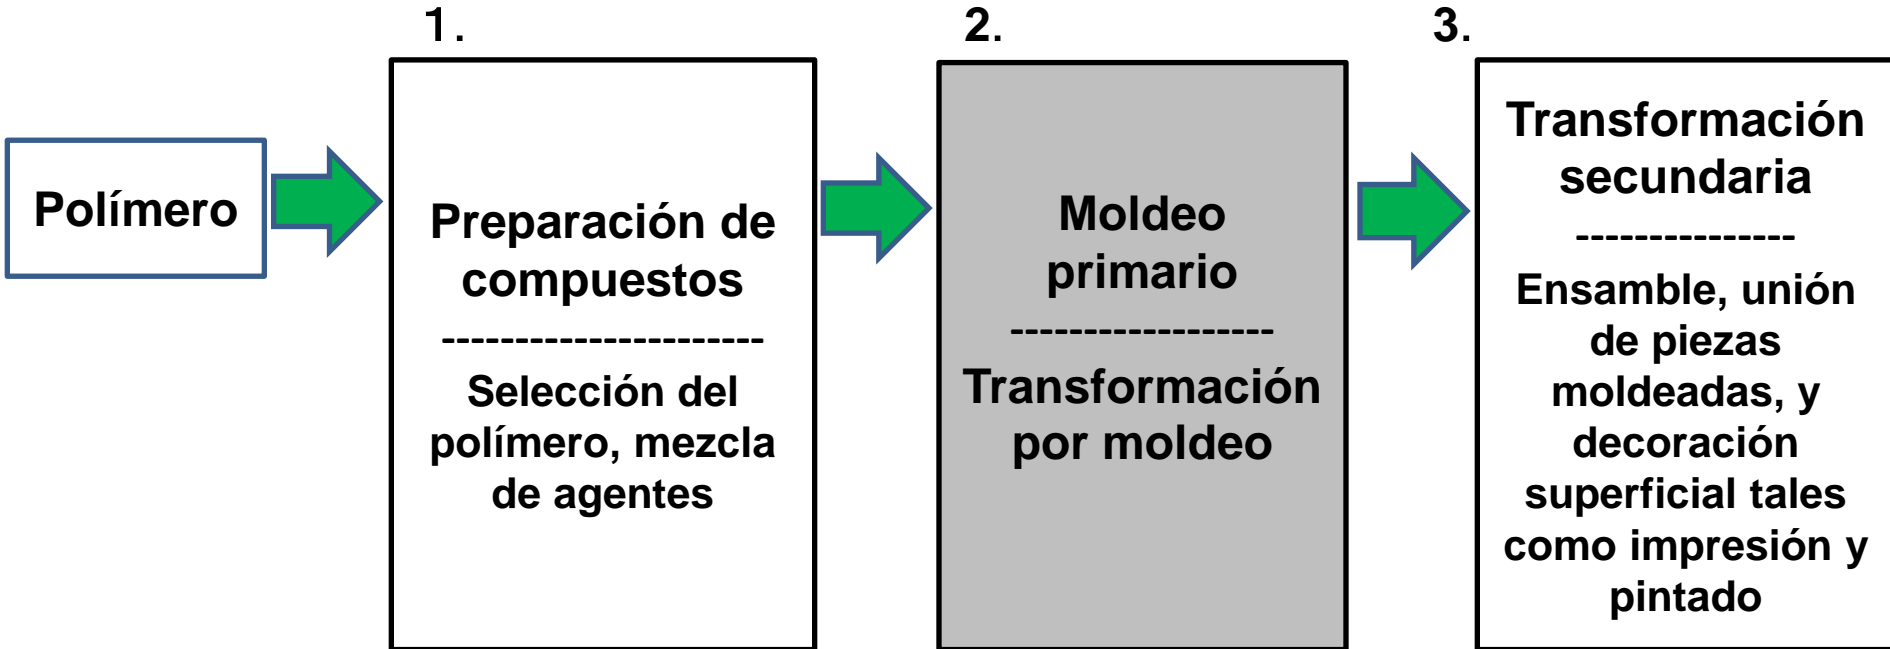 1.
2.
3.
Polímero
Preparación de
compuestos
----------------------
Selección del
polímero, mezcla
de agentes
Moldeo
primario
------------------
Transformación
por moldeo
Transformación
secundaria
---------------
Ensamble, unión
de piezas
moldeadas, y
decoración
superficial tales
como impresión y
pintado